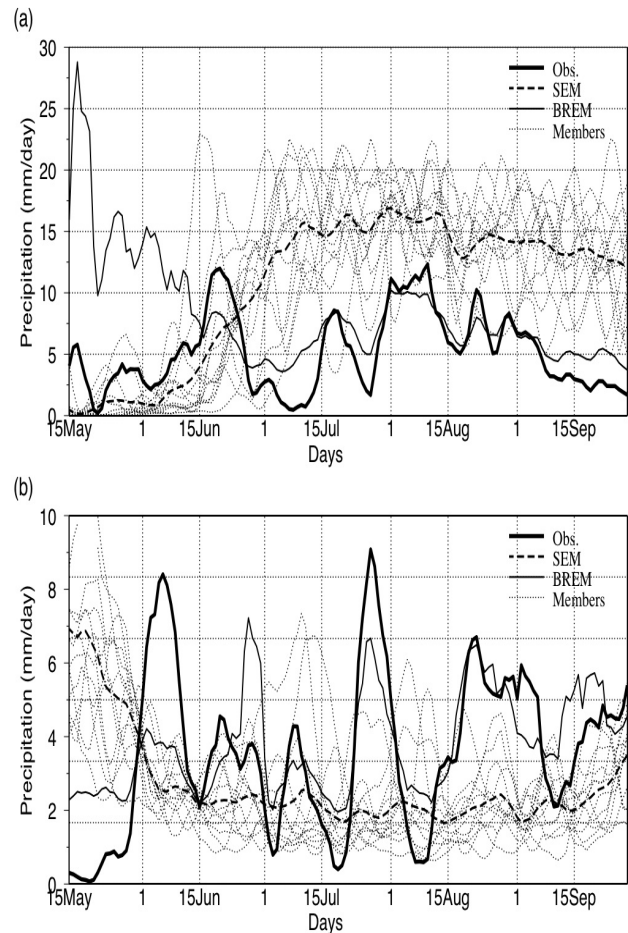 (a)
30
25
20
15
10
5
0
Precipitation (mm/day)
Obs.
SEM
BREM
Members
15May 1 15Jun 1 15Jul 1 15Aug 1 15Sep
Days
(b)
10
8
6
4
2
0
Precipitation (mm/day)
Obs.
SEM
BREM
Members
15May 1 15Jun 1 15Jul 1 15Aug 1 15Sep
Days